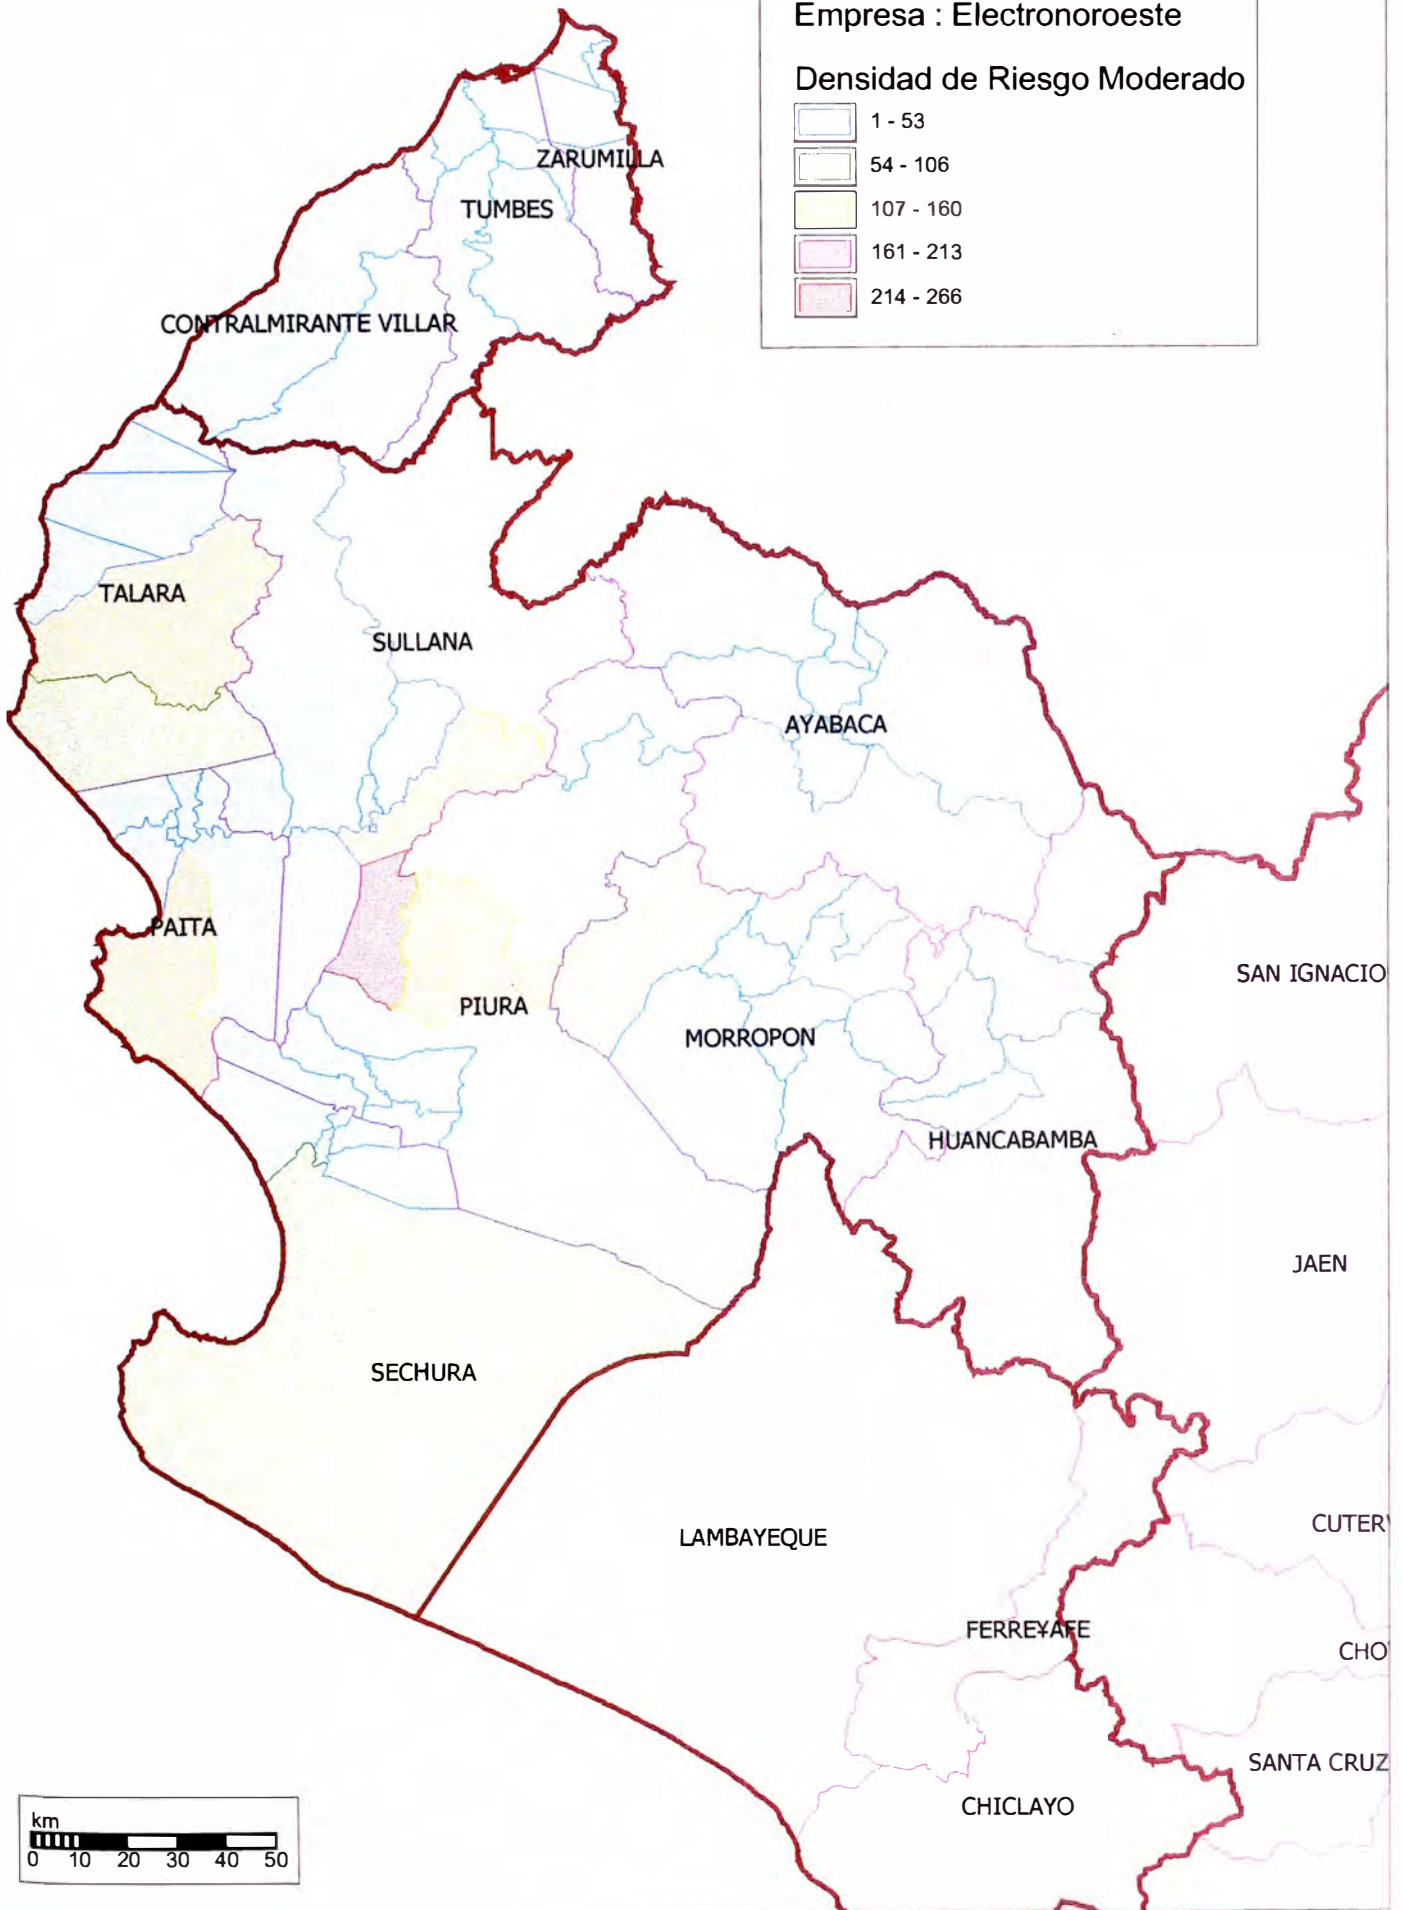 Empresa : Electronoroeste
Densidad de Riesgo Moderado
1 - 53
54 - 106
107 - 160
161 - 213
214 - 266
ZARUMILLA
TUMBES
CONTRALMIRANTE VILLAR
TALARA
SULLANA
AYABACA
PAITA
SAN IGNACIO
PIURA
MORROPON
HUANCABAMBA
JAEN
SECHURA
CUTERV
LAMBAYEQUE
FERRE¥AFE
CHO
SANTA CRUZ
CHICLAYO
km
0 10 20 30 40 50